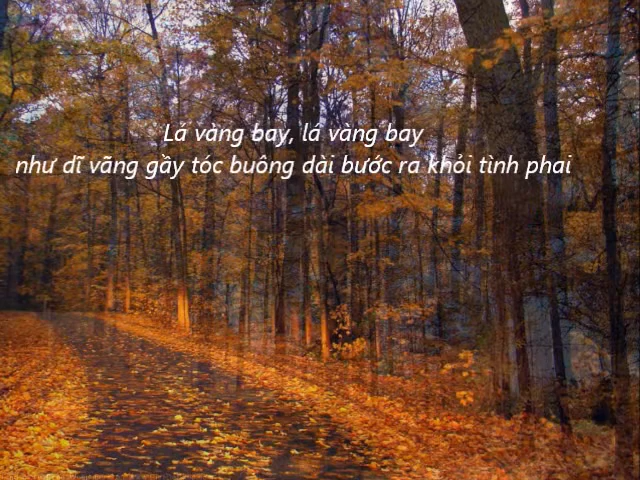 Lá vàng bay, lá vàng bay
như dĩ vãng gầy tóc buông dài bước ra khỏi tình phai